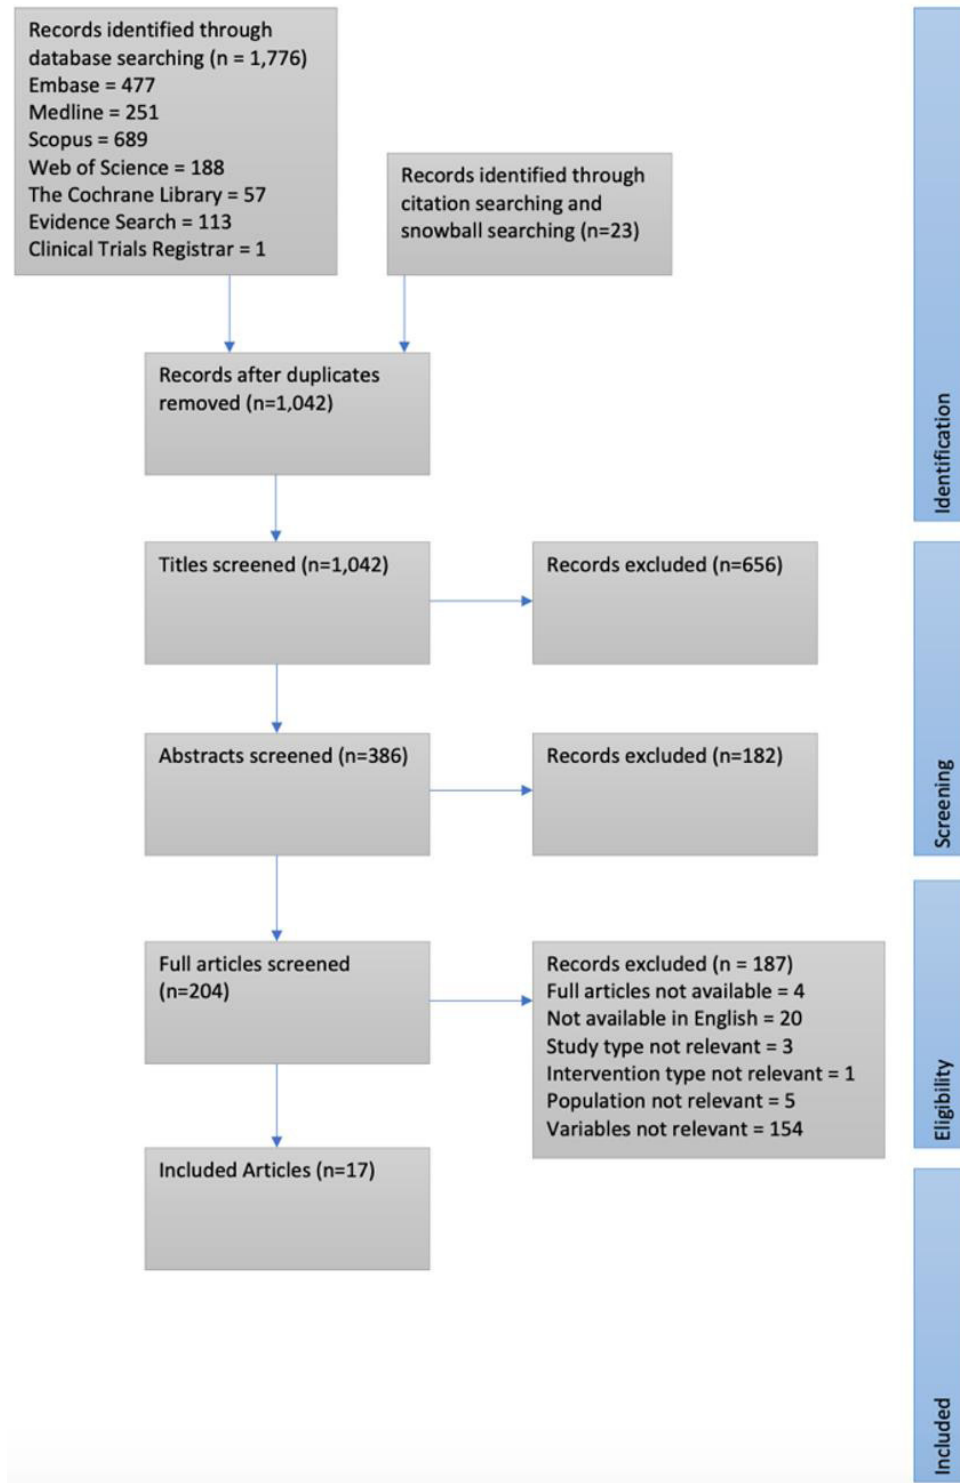 Records identified through
database searching (n = 1,776)
Embase = 477
Medline = 251
Scopus = 689
Web of Science = 188
The Cochrane Library = 57
Evidence Search = 113
Clinical Trials Registrar = 1
Records identified through
citation searching and
snowball searching (n=23)
Records after duplicates
removed (n=1,042)
Identification
Titles screened (n=1,042)
Records excluded (n=656)
Abstracts screened (n=386)
Records excluded (n=182)
Screening
Full articles screened
(n=204)
Records excluded (n = 187)
Full articles not available = 4
Not available in English = 20
Study type not relevant = 3
Intervention type not relevant = 1
Population not relevant = 5
Variables not relevant = 154
Eligibility
Included Articles (n=17)
Included